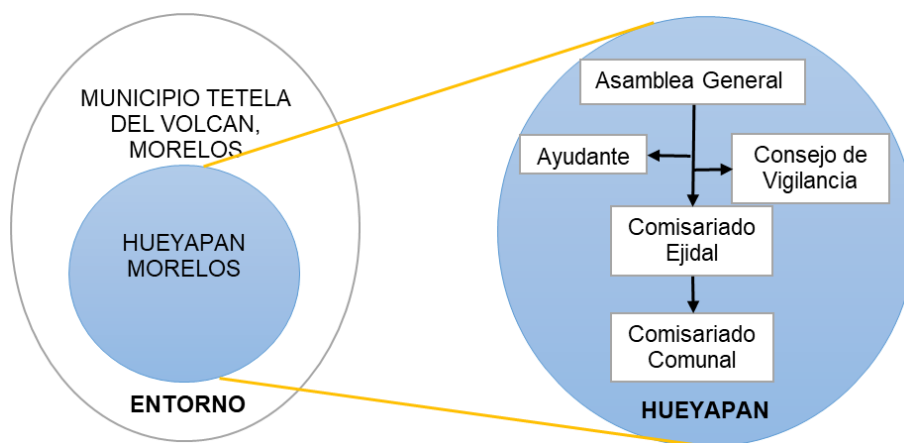 MUNICIPIO TETELA
DEL VOLCAN,
MORELOS
HUEYAPAN
MORELOS
ENTORNO
Asamblea General
Ayudante
Consejo de
Vigilancia
Comisariado
Ejidal
Comisariado
Comunal
HUEYAPAN